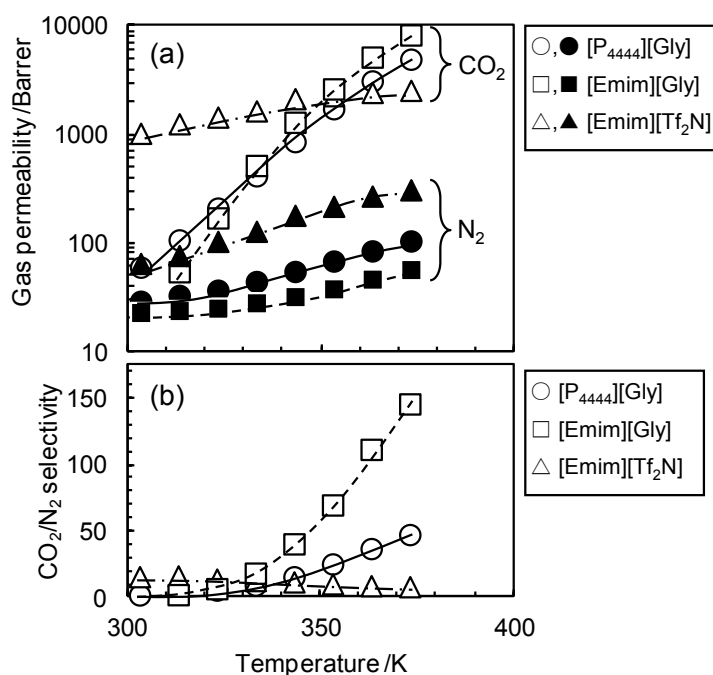 (a)
Gas permeability /Barrer
10000
1000
100
10
CO₂
N₂
○,● [P₄₄₄₄][Gly]
□,■ [Emim][Gly]
△,▲ [Emim][Tf₂N]
(b)
CO₂/N₂ selectivity
150
100
50
0
○ [P₄₄₄₄][Gly]
□ [Emim][Gly]
△ [Emim][Tf₂N]
300
350
400
Temperature /K